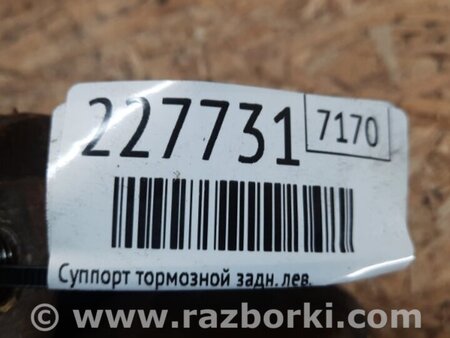 227731 7170
Суппорт тормозной задн. лев.
www.razborki.com